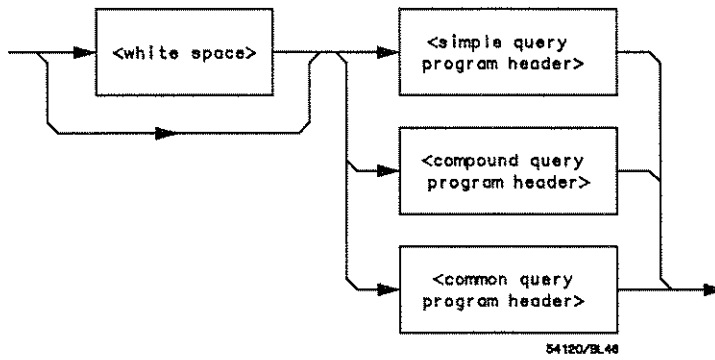 <white space>
<simple query
program header>
<compound query
program header>
<common query
program header>
54120/BL46